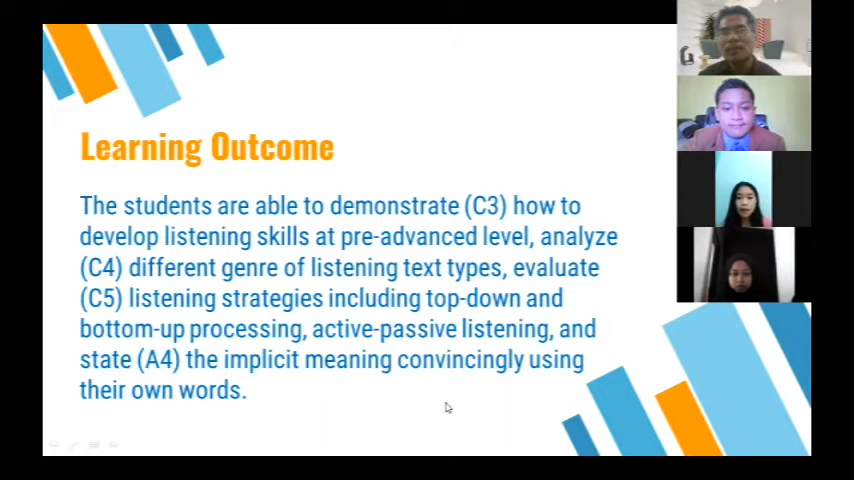 Learning Outcome
The students are able to demonstrate (C3) how to
develop listening skills at pre-advanced level, analyze
(C4) different genre of listening text types, evaluate
(C5) listening strategies including top-down and
bottom-up processing, active-passive listening, and
state (A4) the implicit meaning convincingly using
their own words.